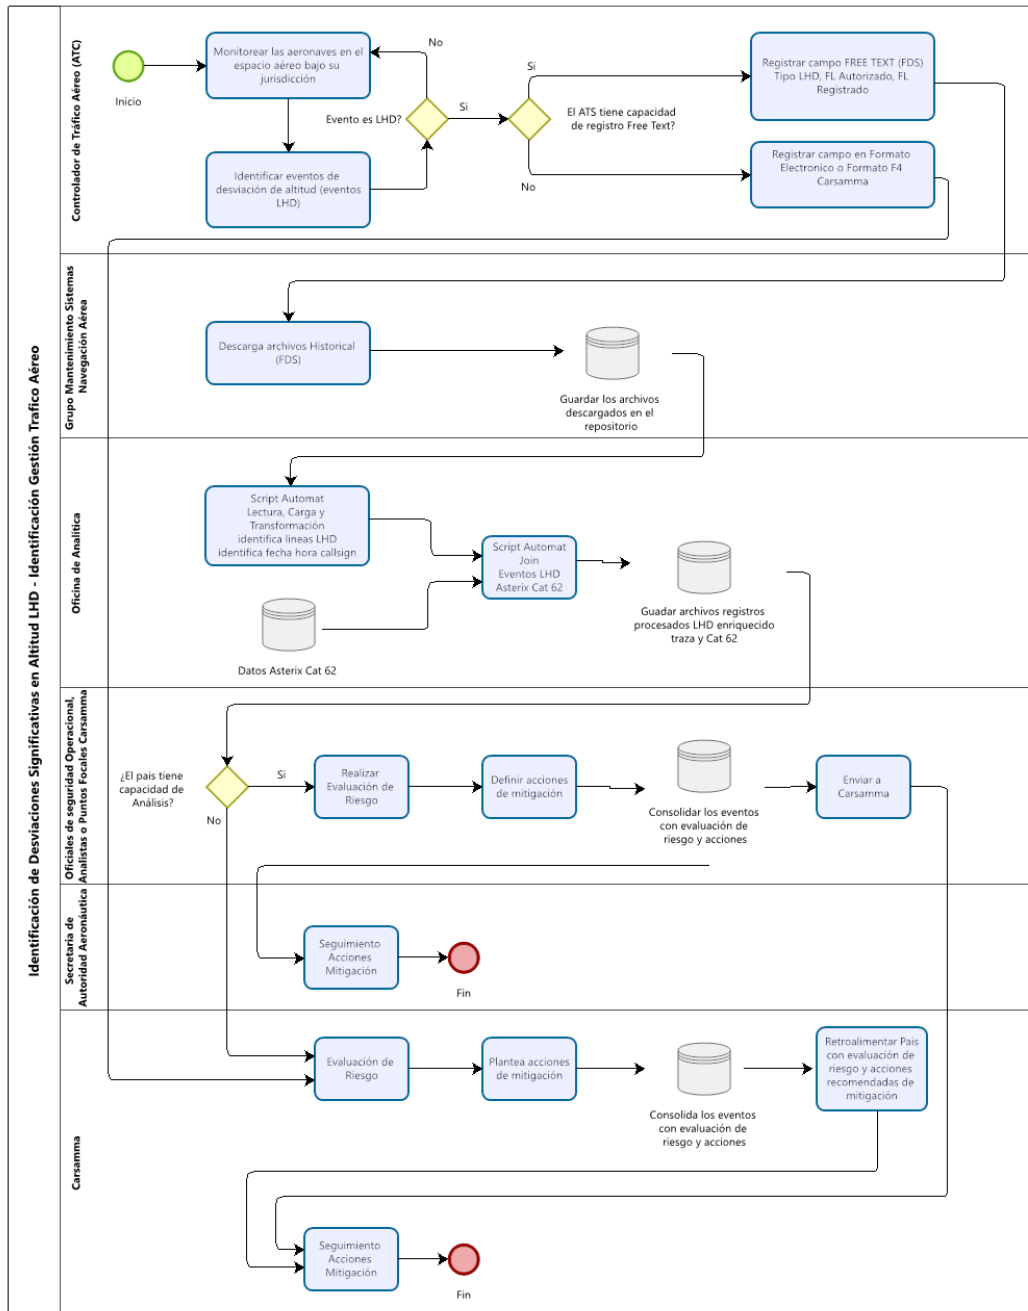 Identificación de Desviaciones Significativas en Altitud LHD - Identificación Gestión Trafico Aéreo
Controlador de Tráfico Aéreo (ATC)
Inicio
Monitorear las aeronaves en el
espacio aéreo bajo su
jurisdicción
Identificar eventos de
desviación de altitud (eventos
LHD)
No
Evento es LHD?
Si
Si
El ATS tiene capacidad
de registro Free Text?
No
Registrar campo FREE TEXT (FDS)
Tipo LHD, FL Autorizado, FL
Registrado
Registrar campo en Formato
Electronico o Formato F4
Carsamma
Grupo Mantenimiento Sistemas
Navegación Aérea
Descarga archivos Historical
(FDS)
Guardar los archivos
descargados en el
repositorio
Oficina de Analítica
Script Automat
Lectura, Carga y
Transformación
identifica lineas LHD
identifica fecha hora callsign
Script Automat
Join
Eventos LHD
Asterix Cat 62
Datos Asterix Cat 62
Guadar archivos registros
procesados LHD enriquecido
traza y Cat 62
Oficiales de seguridad Operacional,
Analistas o Puntos Focales Carsamma
¿El pais tiene
capacidad de
Análisis?
Si
No
Realizar
Evaluación de
Riesgo
Definir acciones
de mitigación
Consolidar los eventos
con evaluación de
riesgo y acciones
Enviar a
Carsamma
Secretaria de
Autoridad Aeronáutica
Seguimiento
Acciones
Mitigación
Fin
Carsamma
Evaluación de
Riesgo
Plantea acciones
de mitigación
Consolida los eventos
con evaluación de
riesgo y acciones
Retroalimentar Pais
con evaluación de
riesgo y acciones
recomendadas de
mitigación
Seguimiento
Acciones
Mitigación
Fin